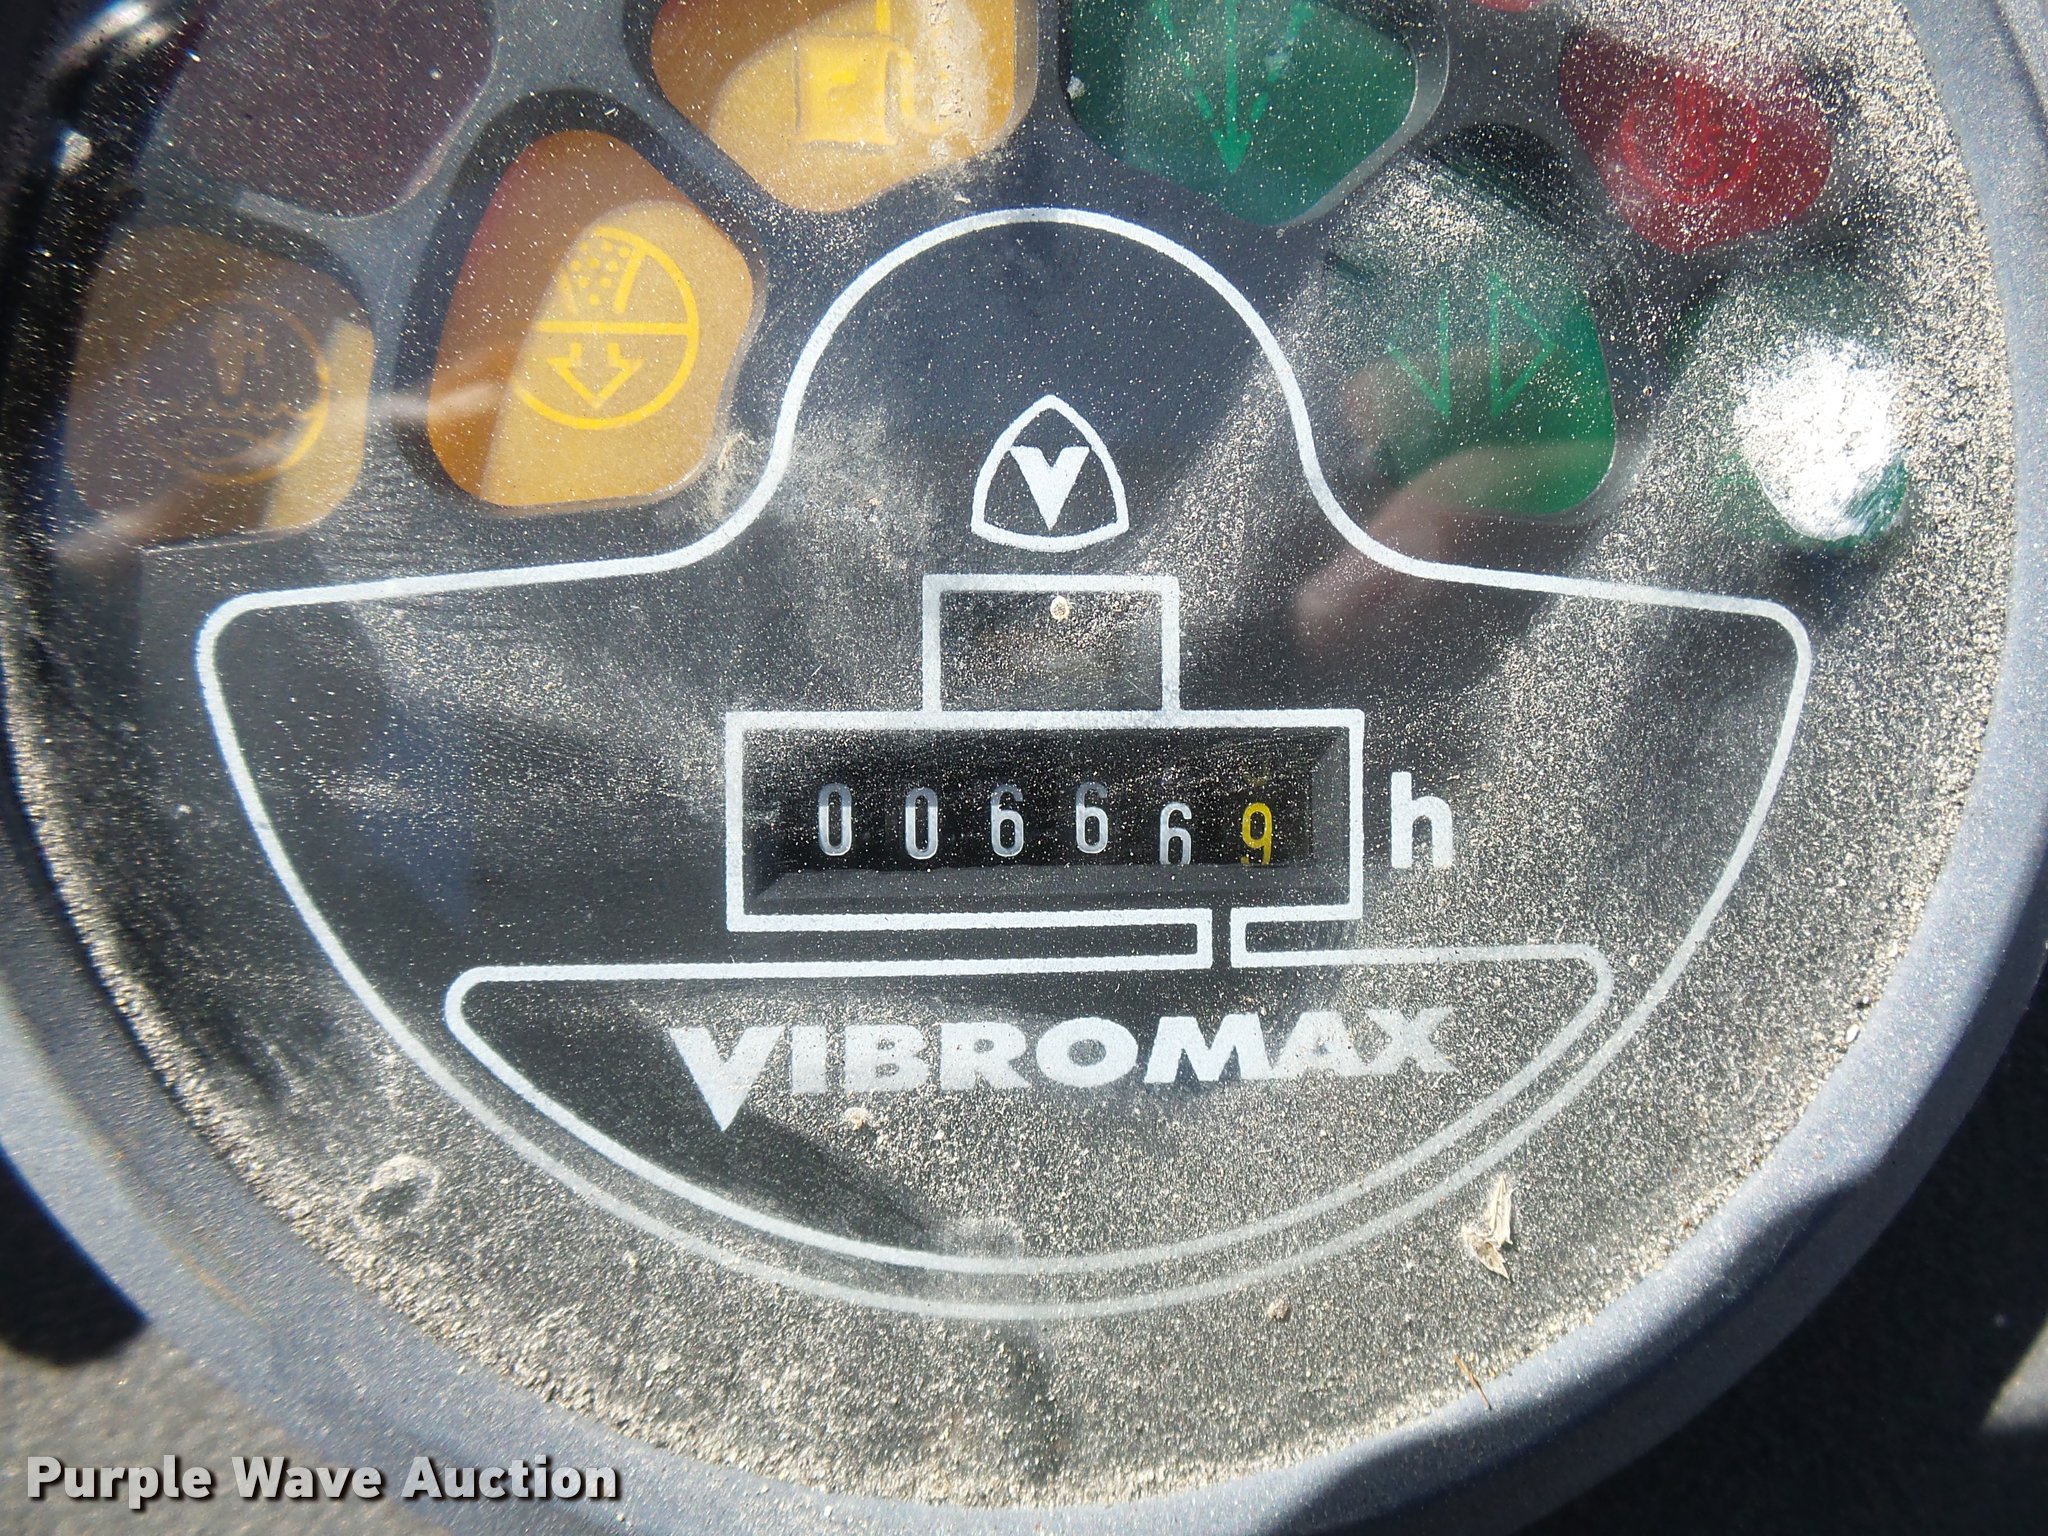 V
006669 h
VIBROMAX
Purple Wave Auction